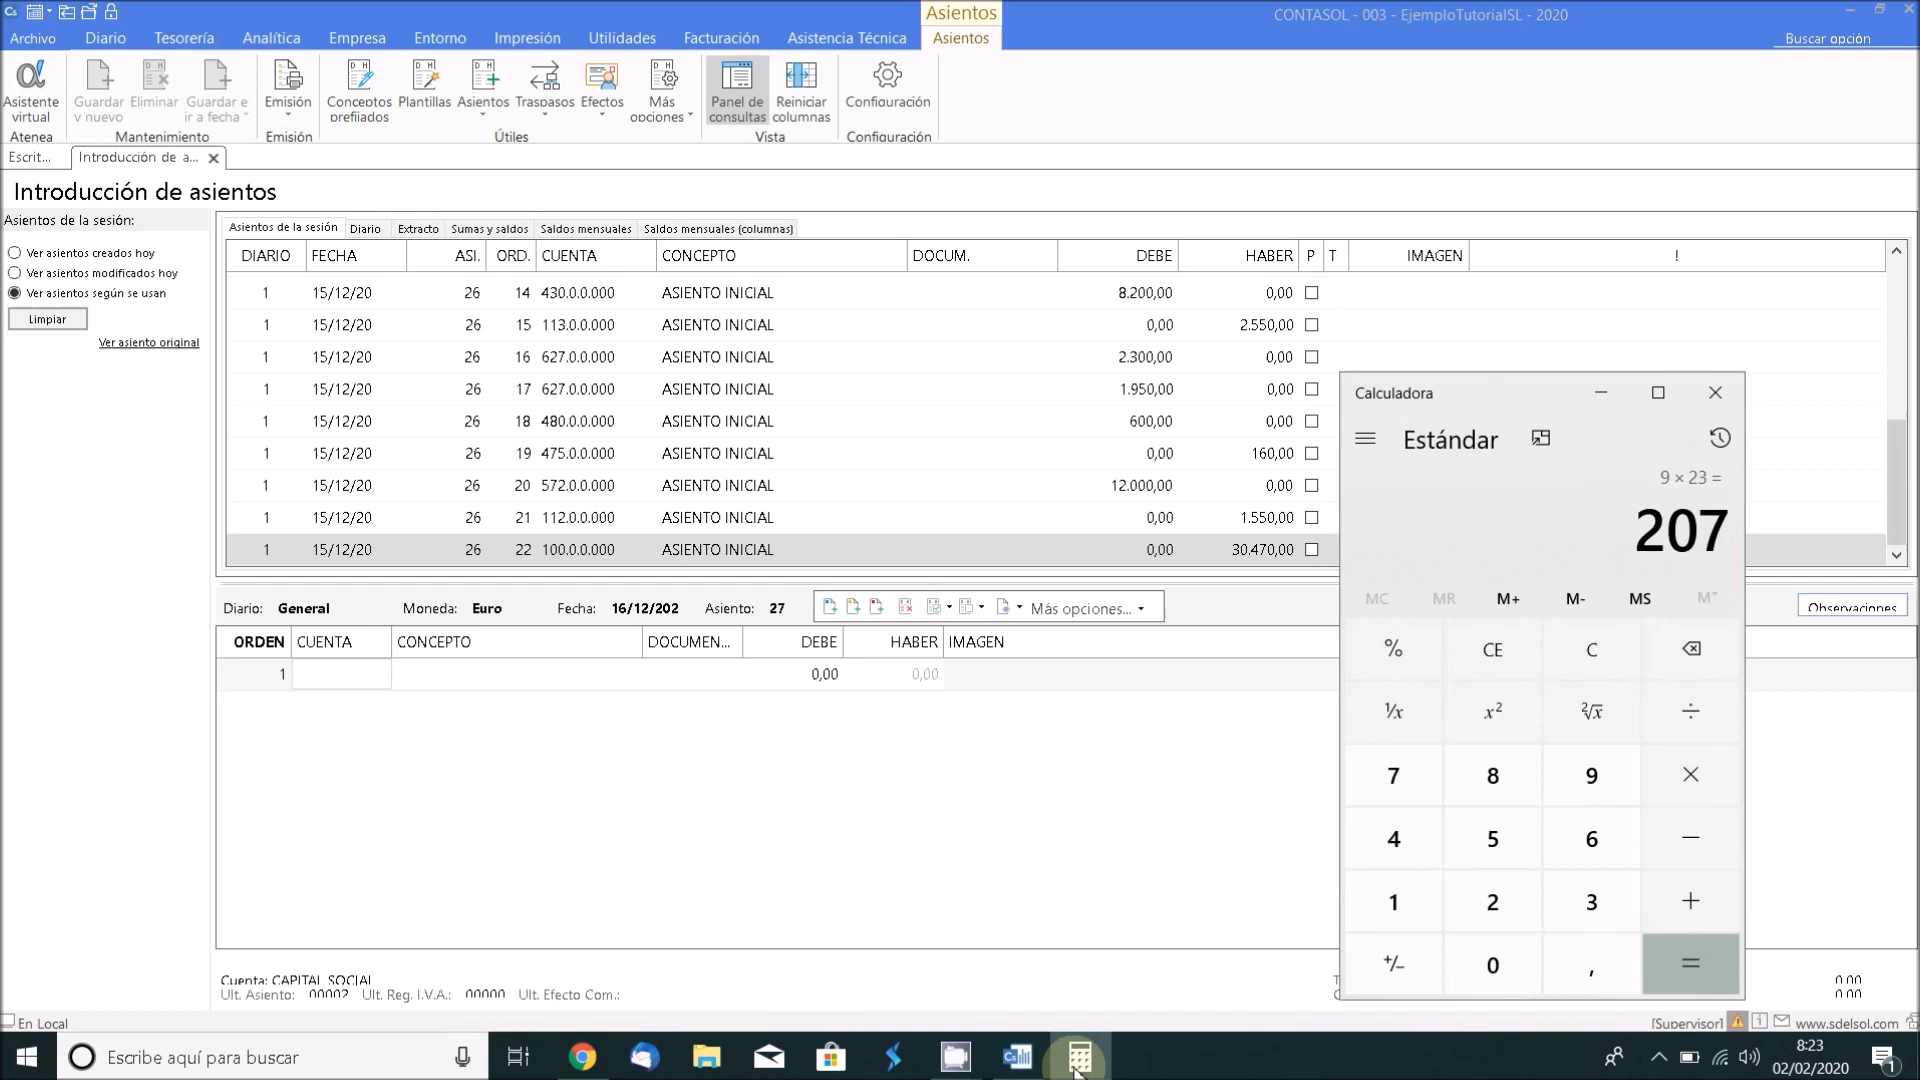 Cs
Asientos
CONTASOL - 003 - EjemploTutorialSL - 2020
Archivo Diario Tesorería Analítica Empresa Entorno Impresión Utilidades Facturación Asistencia Técnica Asientos Buscar opción
Asistente virtual
Guardar y nuevo
Eliminar
Guardar e ir a fecha
Emisión
Conceptos prefijados
Plantillas
Asientos
Traspasos
Efectos
Más opciones
Panel de consultas
Reiniciar columnas
Configuración
Atenea Mantenimiento Emisión Útiles Vista Configuración
Escrit... Introducción de a...
Introducción de asientos
Asientos de la sesión:
Ver asientos creados hoy
Ver asientos modificados hoy
Ver asientos según se usan
Limpiar
Ver asiento original
Asientos de la sesión Diario Extracto Sumas y saldos Saldos mensuales Saldos mensuales (columnas)
DIARIO FECHA ASI. ORD. CUENTA CONCEPTO DOCUM. DEBE HABER P T IMAGEN !
1 15/12/20 26 14 430.0.0.000 ASIENTO INICIAL 8.200,00 0,00
1 15/12/20 26 15 113.0.0.000 ASIENTO INICIAL 0,00 2.550,00
1 15/12/20 26 16 627.0.0.000 ASIENTO INICIAL 2.300,00 0,00
1 15/12/20 26 17 627.0.0.000 ASIENTO INICIAL 1.950,00 0,00
1 15/12/20 26 18 480.0.0.000 ASIENTO INICIAL 600,00 0,00
1 15/12/20 26 19 475.0.0.000 ASIENTO INICIAL 0,00 160,00
1 15/12/20 26 20 572.0.0.000 ASIENTO INICIAL 12.000,00 0,00
1 15/12/20 26 21 112.0.0.000 ASIENTO INICIAL 0,00 1.550,00
1 15/12/20 26 22 100.0.0.000 ASIENTO INICIAL 0,00 30.470,00
Diario: General Moneda: Euro Fecha: 16/12/202 Asiento: 27 Más opciones... Observaciones
ORDEN CUENTA CONCEPTO DOCUMEN... DEBE HABER IMAGEN
1 0,00 0,00
Cuenta: CAPITAL SOCIAL 0,00
Ult. Asiento: 00002 Ult. Reg. I.V.A.: 00000 Ult. Efecto Com.: 0,00
Calculadora
Estándar
9 × 23 =
207
MC MR M+ M- MS M˅
% CE C
¹/x x² ²√x ÷
7 8 9 ×
4 5 6 −
1 2 3 +
+/− 0 , =
En Local [Supervisor] www.sdelsol.com
Escribe aquí para buscar
Cs
8:23
02/02/2020
1